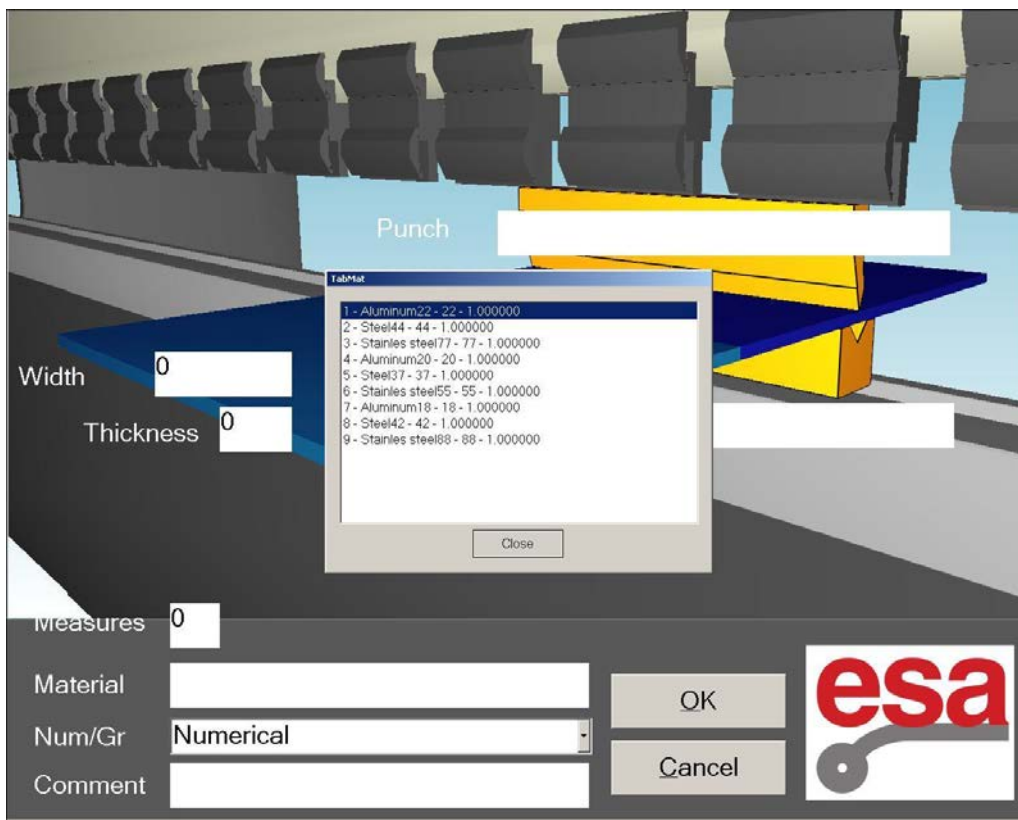 Punch
TabMat
1 - Aluminum22 - 22 - 1.000000
2 - Steel44 - 44 - 1.000000
3 - Stainles steel77 - 77 - 1.000000
4 - Aluminum20 - 20 - 1.000000
5 - Steel37 - 37 - 1.000000
6 - Stainles steel55 - 55 - 1.000000
7 - Aluminum18 - 18 - 1.000000
8 - Steel42 - 42 - 1.000000
9 - Stainles steel88 - 88 - 1.000000
Width 0
Thickness 0
Close
Measures 0
Material
Num/Gr Numerical
Comment
OK
Cancel
esa